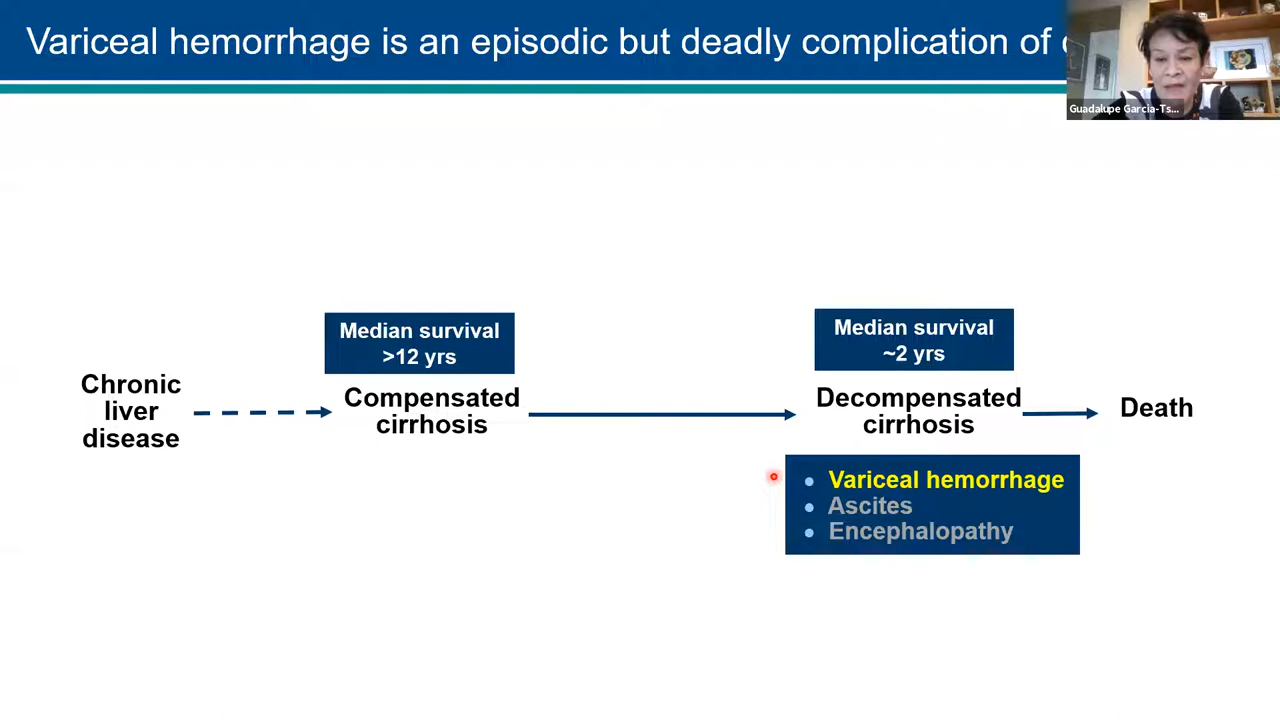 Variceal hemorrhage is an episodic but deadly complication of
Guadalupe Garcia-Ts...
Median survival
>12 yrs
Median survival
~2 yrs
Chronic
liver
disease
Compensated
cirrhosis
Decompensated
cirrhosis
Death
• Variceal hemorrhage
• Ascites
• Encephalopathy